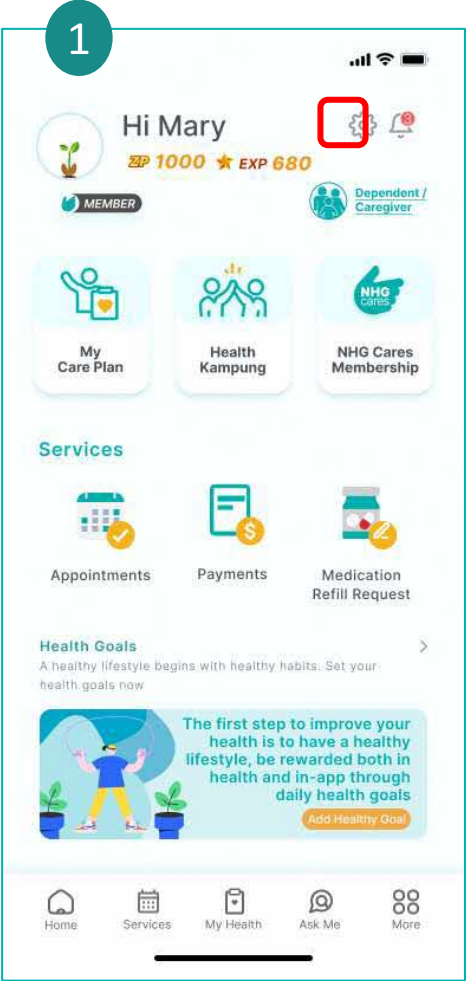 1
Hi Mary
3
ZP 1000 EXP 680
MEMBER
Dependent /
Caregiver
NHG
cares
My
Care Plan
Health
Kampung
NHG Cares
Membership
Services
$
Appointments
Payments
Medication
Refill Request
Health Goals
A healthy lifestyle begins with healthy habits. Set your
health goals now
The first step to improve your
health is to have a healthy
lifestyle, be rewarded both in
health and in-app through
daily health goals
Add Healthy Goal
Home
Services
My Health
Ask Me
More